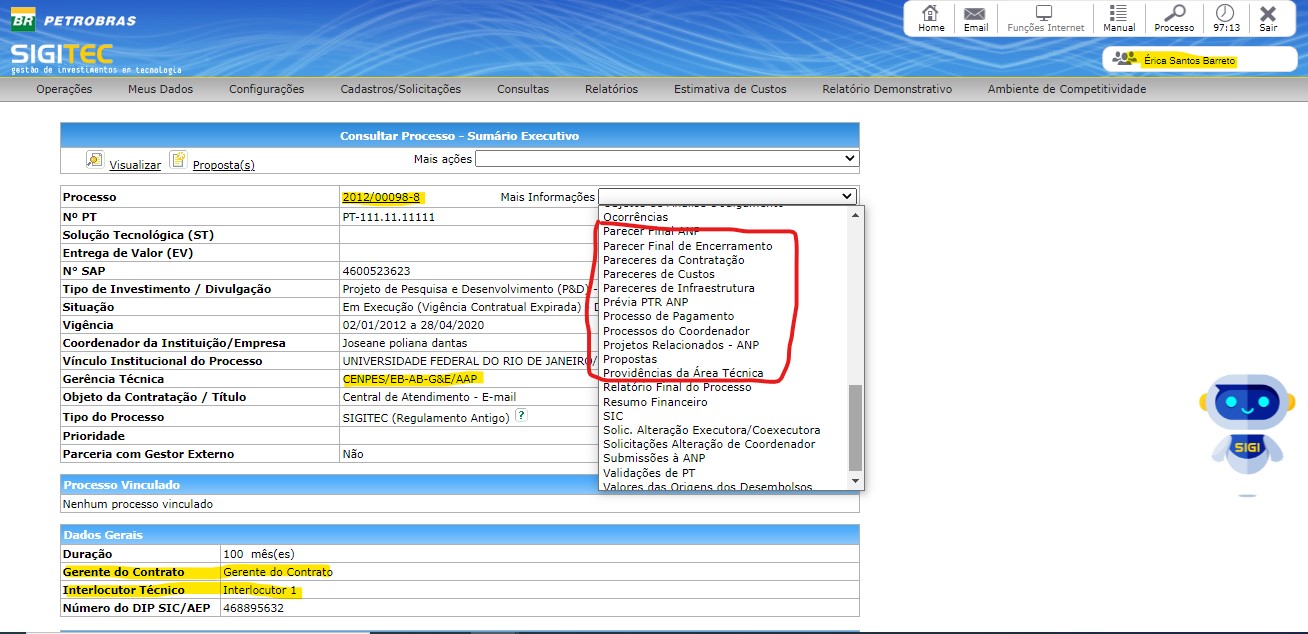 BR PETROBRAS
SIGITEC
gestão de investimentos em tecnologia
Home Email Funções Internet Manual Processo 97:13 Sair
Érica Santos Barreto
Operações Meus Dados Configurações Cadastros/Solicitações Consultas Relatórios Estimativa de Custos Relatório Demonstrativo Ambiente de Competitividade
Consultar Processo - Sumário Executivo
Visualizar Proposta(s) Mais ações
Processo 2012/00098-8 Mais Informações
Nº PT PT-111.11.11111
Solução Tecnológica (ST)
Entrega de Valor (EV)
N° SAP 4600523623
Tipo de Investimento / Divulgação Projeto de Pesquisa e Desenvolvimento (P&D) -
Situação Em Execução (Vigência Contratual Expirada) - D
Vigência 02/01/2012 a 28/04/2020
Coordenador da Instituição/Empresa Joseane poliana dantas
Vínculo Institucional do Processo UNIVERSIDADE FEDERAL DO RIO DE JANEIRO/
Gerência Técnica CENPES/EB-AB-G&E/AAP
Objeto da Contratação / Título Central de Atendimento - E-mail
Tipo do Processo SIGITEC (Regulamento Antigo) ?
Prioridade
Parceria com Gestor Externo Não
Ocorrências
Parecer Final ANP
Parecer Final de Encerramento
Pareceres da Contratação
Pareceres de Custos
Pareceres de Infraestrutura
Prévia PTR ANP
Processo de Pagamento
Processos do Coordenador
Projetos Relacionados - ANP
Propostas
Providências da Área Técnica
Relatório Final do Processo
Resumo Financeiro
SIC
Solic. Alteração Executora/Coexecutora
Solicitações Alteração de Coordenador
Submissões à ANP
Validações de PT
Valores das Origens dos Desembolsos
SIGI
Processo Vinculado
Nenhum processo vinculado
Dados Gerais
Duração 100 mês(es)
Gerente do Contrato Gerente do Contrato
Interlocutor Técnico Interlocutor 1
Número do DIP SIC/AEP 468895632